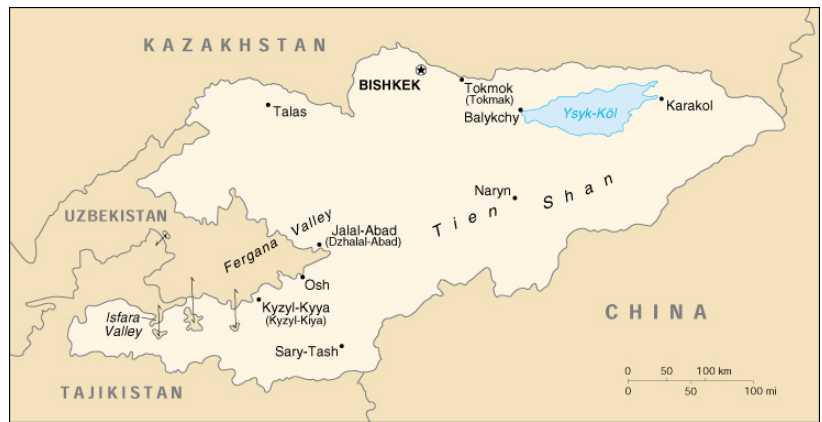 KAZAKHSTAN
BISHKEK
Tokmok
(Tokmak)
Talas
Balykchy
Ysyk-Köl
Karakol
Naryn
Tien Shan
UZBEKISTAN
Fergana Valley
Jalal-Abad
(Dzhalal-Abad)
Osh
Kyzyl-Kyya
(Kyzyl-Kiya)
Isfara
Valley
Sary-Tash
CHINA
TAJIKISTAN
0 50 100 km
0 50 100 mi